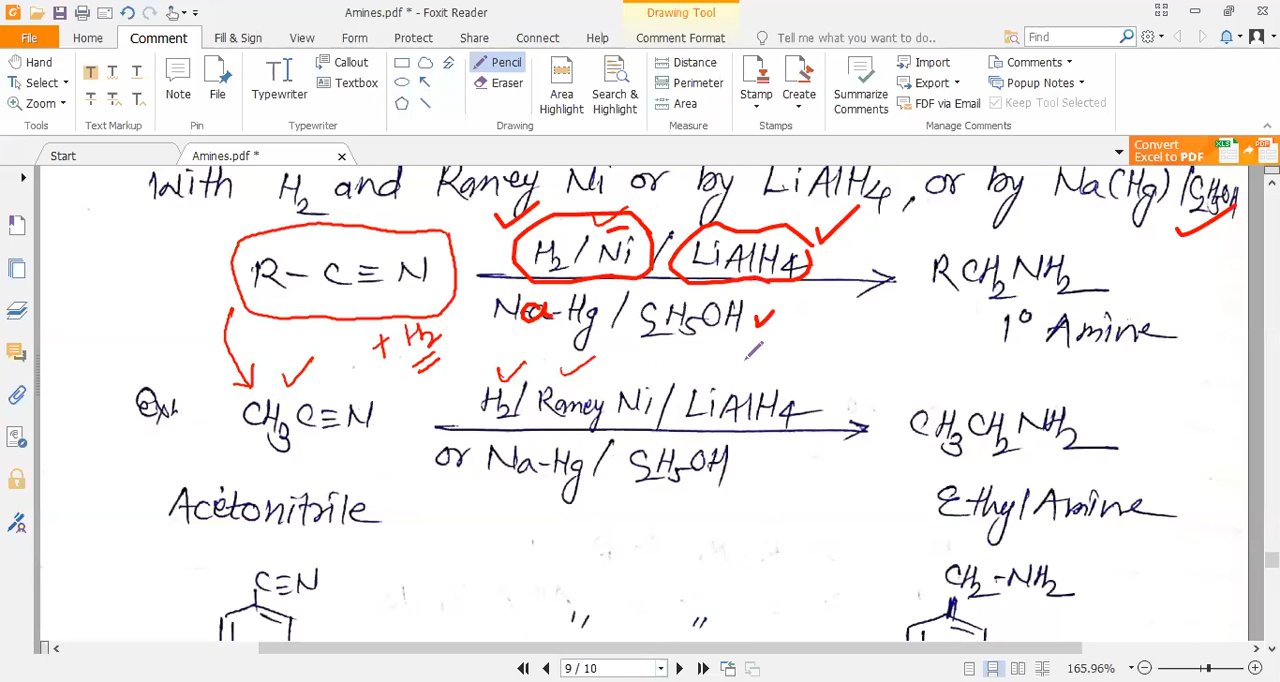 Amines.pdf * - Foxit Reader
Drawing Tool
File Home Comment Fill & Sign View Form Protect Share Connect Help Comment Format Tell me what you want to do.. Find
Hand
Select
Zoom
Tools
T T T
T T T
Text Markup
Note File
Pin
Typewriter
Callout
Textbox
Typewriter
Pencil
Eraser
Drawing
Area Highlight
Search & Highlight
Distance
Perimeter
Area
Measure
Stamp Create
Stamps
Summarize Comments
Import
Export
FDF via Email
Comments
Popup Notes
Keep Tool Selected
Manage Comments
Start Amines.pdf *
Convert Excel to PDF
With H2 and Raney Ni or by LiAlH4, or by Na(Hg)/C2H5OH
R-C≡N H2/Ni/LiAlH4 RCH2NH2
Na-Hg/C2H5OH 1° Amine
+ H2
Ex: CH3C≡N H2/Raney Ni/LiAlH4 CH3CH2NH2
or Na-Hg/C2H5OH
Acetonitrile Ethyl Amine
C≡N CH2-NH2
" "
9 / 10 165.96%